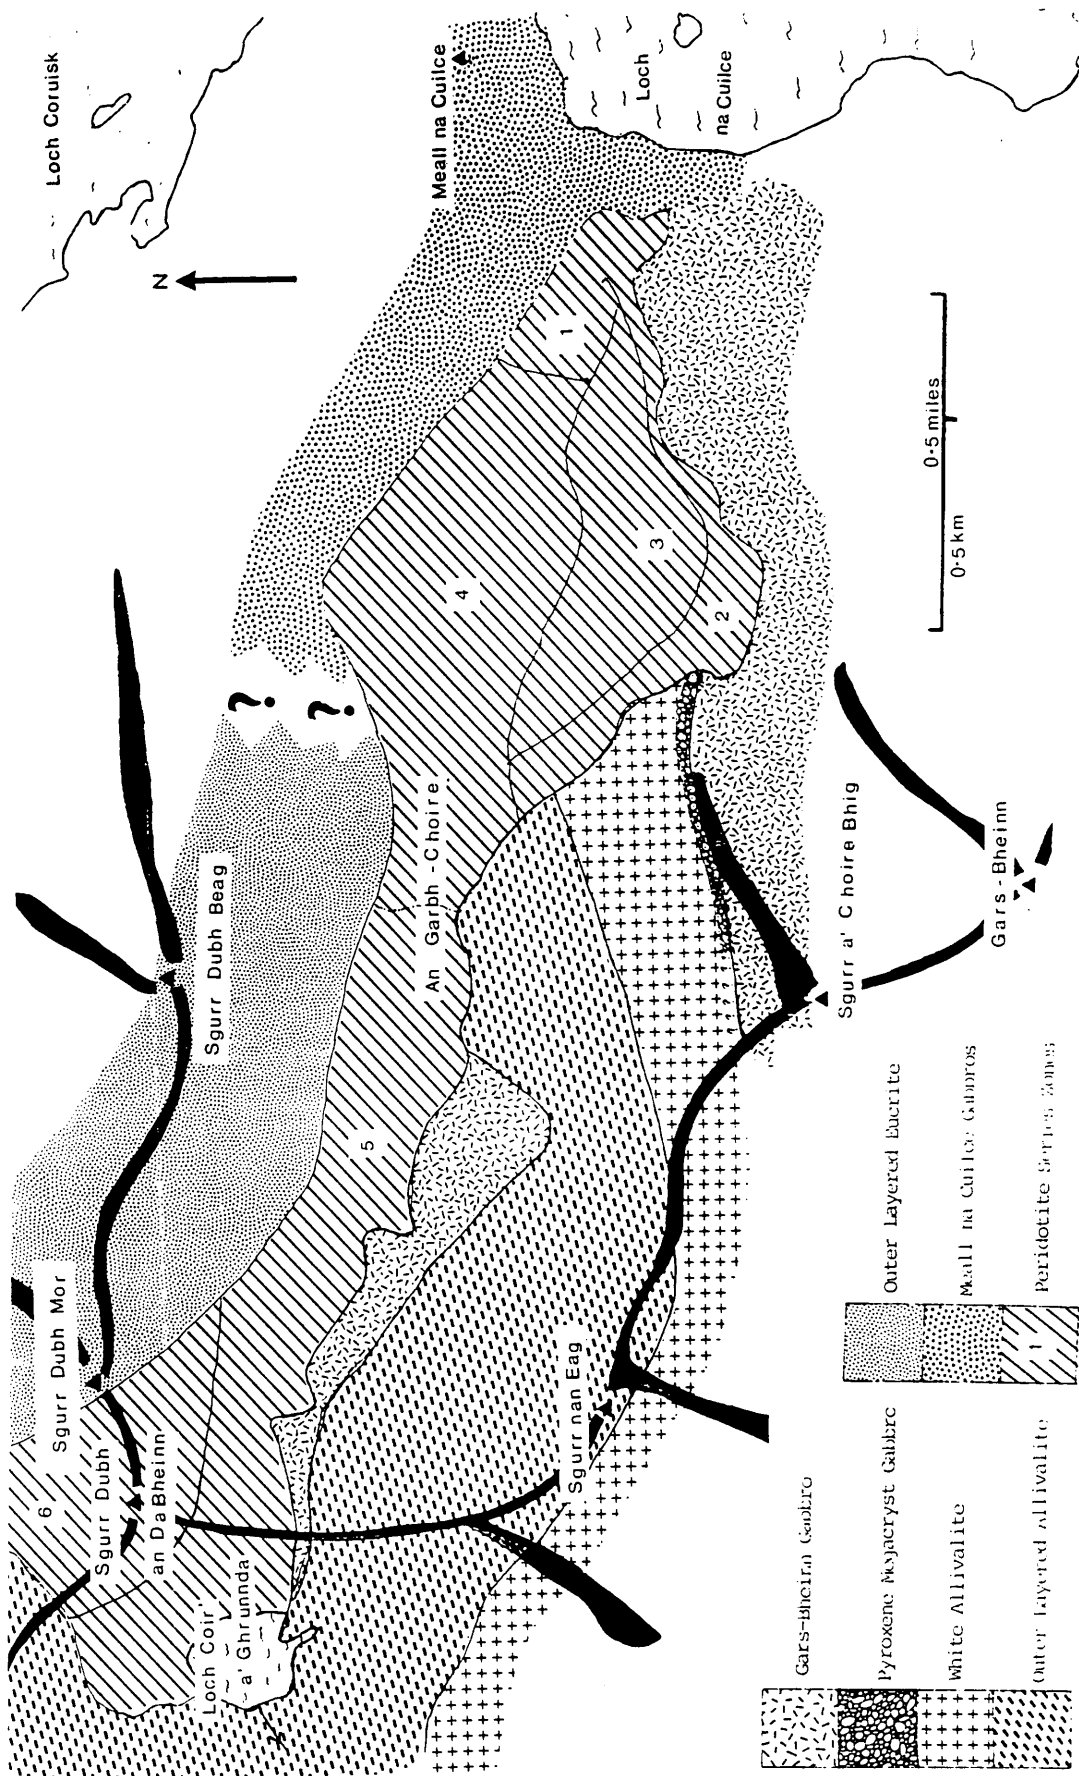 Loch Coruisk
N
Meall na Cuilce
Loch
na Cuilce
Sgurr Dubh Beag
Sgurr Dubh Mor
Sgurr Dubh
an Da Bheinn
An Garbh-Choire
Loch Coir'
a' Ghrunnda
Sgurr nan Eag
Sgurr a' Choire Bhig
Gars-Bheinn
1
2
3
4
5
6
?
?
0·5 miles
0·5 km
Gars-Bheinn Gabbro
Pyroxene Megacryst Gabbro
White Allivalite
Outer Layered Allivalite
Outer Layered Eucrite
Meall na Cuilce Gabbros
1
Peridotite Series Zones